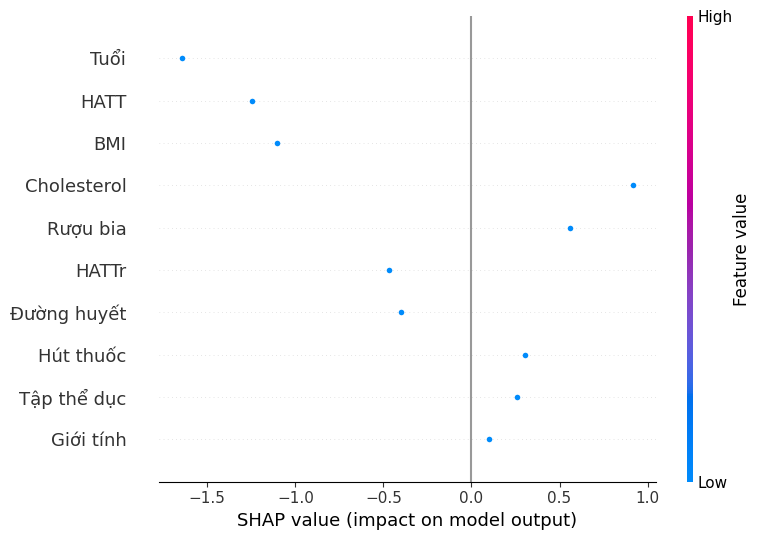 High
Tuổi
HATT
BMI
Cholesterol
Rượu bia
HATTr
Đường huyết
Hút thuốc
Tập thể dục
Giới tính
Feature value
Low
−1.5 −1.0 −0.5 0.0 0.5 1.0
SHAP value (impact on model output)